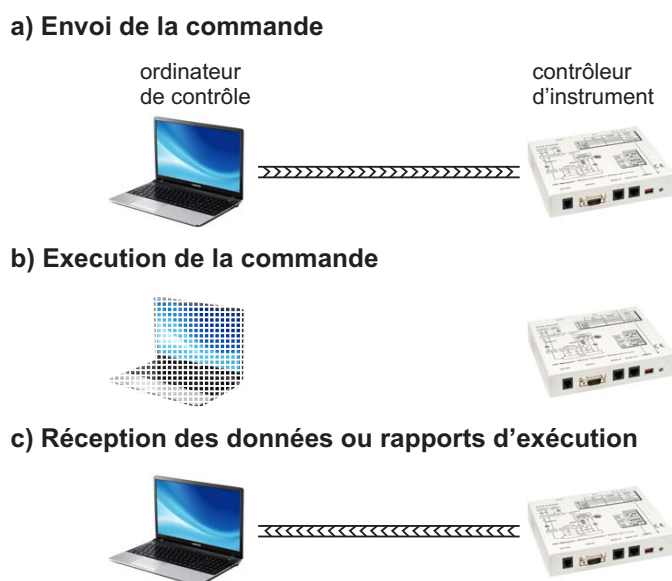 a) Envoi de la commande
ordinateur
de contrôle
contrôleur
d'instrument
b) Execution de la commande
c) Réception des données ou rapports d'exécution